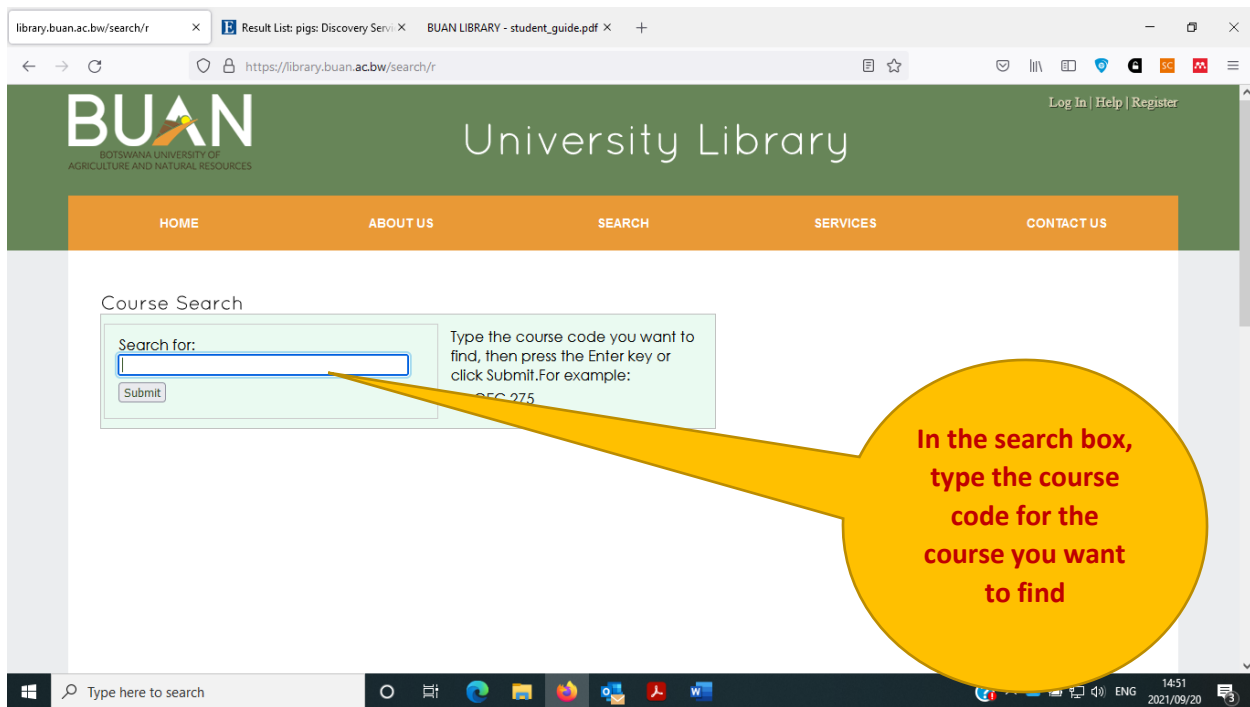 library.buan.ac.bw/search/r
Result List: pigs: Discovery Servi
BUAN LIBRARY - student_guide.pdf
https://library.buan.ac.bw/search/r
SC
BUAN
BOTSWANA UNIVERSITY OF
AGRICULTURE AND NATURAL RESOURCES
University Library
Log In | Help | Register
HOME
ABOUT US
SEARCH
SERVICES
CONTACT US
Course Search
Search for:
Submit
Type the course code you want to
find, then press the Enter key or
click Submit.For example:
275
In the search box,
type the course
code for the
course you want
to find
Type here to search
ENG
14:51
2021/09/20
3